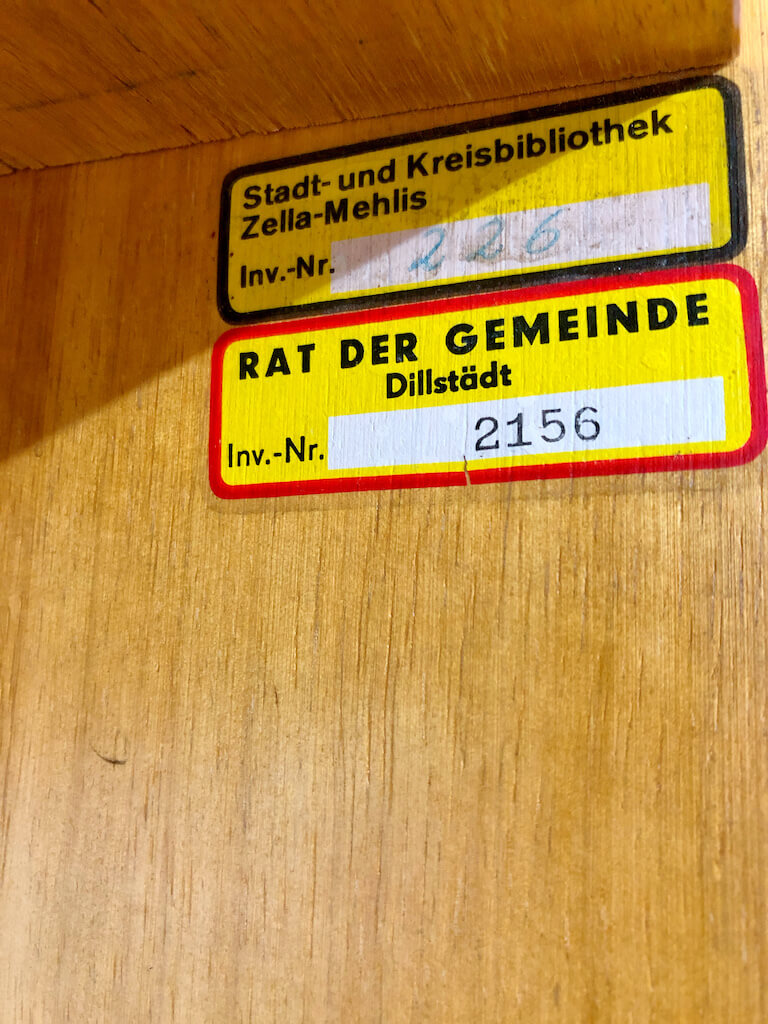 Stadt- und Kreisbibliothek
Zella-Mehlis
Inv.-Nr. 226
RAT DER GEMEINDE
Dillstädt
Inv.-Nr. 2156